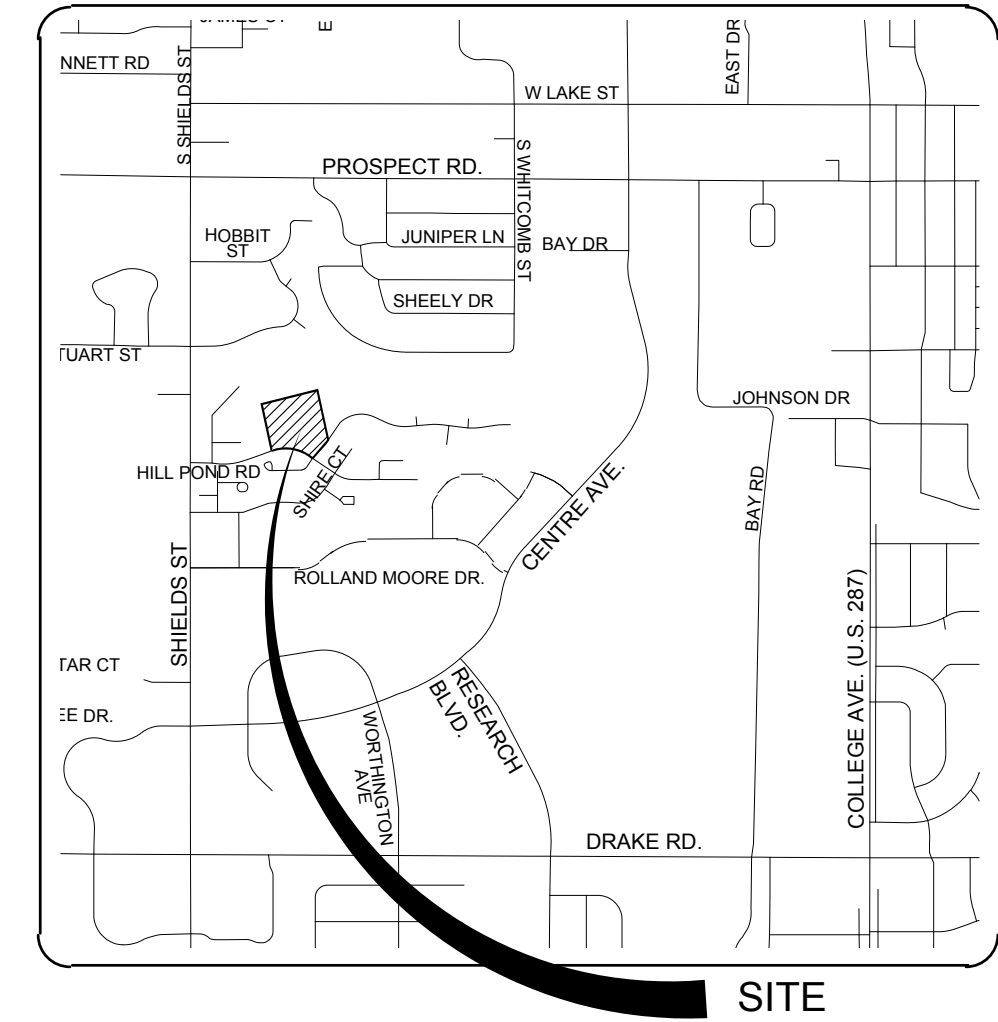 NNETT RD
S SHIELDS ST
EAST DR
W LAKE ST
PROSPECT RD.
S WHITCOMB ST
HOBBIT
ST
JUNIPER LN
BAY DR
SHEELY DR
TUART ST
JOHNSON DR
HILL POND RD
SHIRE CT
CENTRE AVE.
BAY RD
ROLLAND MOORE DR.
SHIELDS ST
COLLEGE AVE. (U.S. 287)
TAR CT
EE DR.
RESEARCH
BLVD.
WORTHINGTON
AVE
DRAKE RD.
SITE